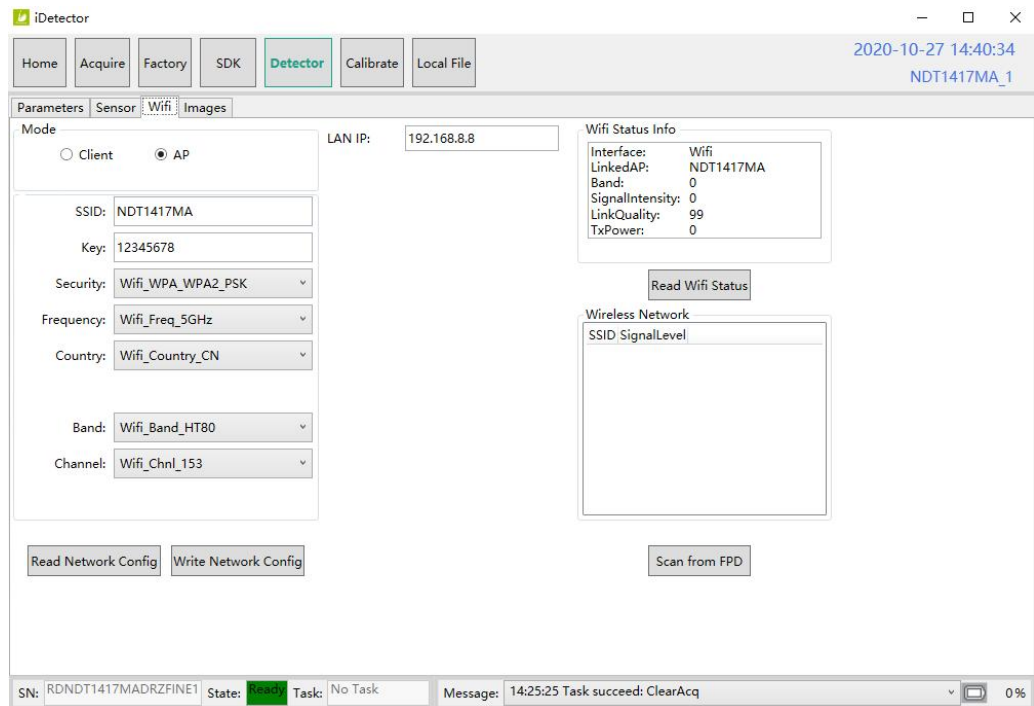 iDetector
Home Acquire Factory SDK Detector Calibrate Local File
2020-10-27 14:40:34
NDT1417MA_1
Parameters Sensor Wifi Images
Mode
Client AP
LAN IP: 192.168.8.8
SSID: NDT1417MA
Key: 12345678
Security: Wifi_WPA_WPA2_PSK
Frequency: Wifi_Freq_5GHz
Country: Wifi_Country_CN
Band: Wifi_Band_HT80
Channel: Wifi_Chnl_153
Read Network Config Write Network Config
Wifi Status Info
Interface: Wifi
LinkedAP: NDT1417MA
Band: 0
SignalIntensity: 0
LinkQuality: 99
TxPower: 0
Read Wifi Status
Wireless Network
SSID SignalLevel
Scan from FPD
SN: RDNDT1417MADRZFINE1 State: Ready Task: No Task Message: 14:25:25 Task succeed: ClearAcq 0%